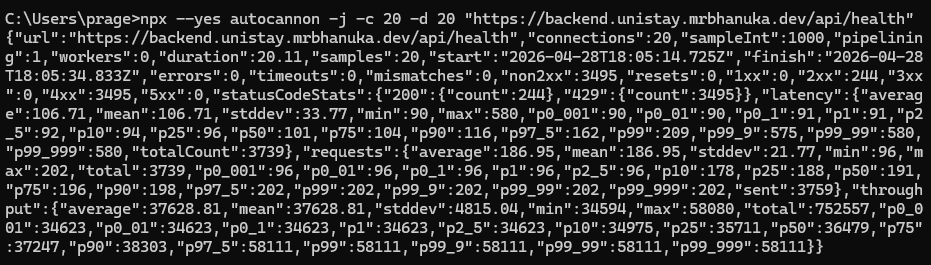 C:\Users\prage>npx --yes autocannon -j -c 20 -d 20 "https://backend.unistay.mrbhanuka.dev/api/health"
{"url":"https://backend.unistay.mrbhanuka.dev/api/health","connections":20,"sampleInt":1000,"pipelinin
g":1,"workers":0,"duration":20.11,"samples":20,"start":"2026-04-28T18:05:14.725Z","finish":"2026-04-28
T18:05:34.833Z","errors":0,"timeouts":0,"mismatches":0,"non2xx":3495,"resets":0,"1xx":0,"2xx":244,"3xx
":0,"4xx":3495,"5xx":0,"statusCodeStats":{"200":{"count":244},"429":{"count":3495}},"latency":{"averag
e":106.71,"mean":106.71,"stddev":33.77,"min":90,"max":580,"p0_001":90,"p0_01":90,"p0_1":91,"p1":91,"p2
_5":92,"p10":94,"p25":96,"p50":101,"p75":104,"p90":116,"p97_5":162,"p99":209,"p99_9":575,"p99_99":580,
"p99_999":580,"totalCount":3739},"requests":{"average":186.95,"mean":186.95,"stddev":21.77,"min":96,"m
ax":202,"total":3739,"p0_001":96,"p0_01":96,"p0_1":96,"p1":96,"p2_5":96,"p10":178,"p25":188,"p50":191,
"p75":196,"p90":198,"p97_5":202,"p99":202,"p99_9":202,"p99_99":202,"p99_999":202,"sent":3759},"through
put":{"average":37628.81,"mean":37628.81,"stddev":4815.04,"min":34594,"max":58080,"total":752557,"p0_0
01":34623,"p0_01":34623,"p0_1":34623,"p1":34623,"p2_5":34623,"p10":34975,"p25":35711,"p50":36479,"p75"
:37247,"p90":38303,"p97_5":58111,"p99":58111,"p99_9":58111,"p99_99":58111,"p99_999":58111}}